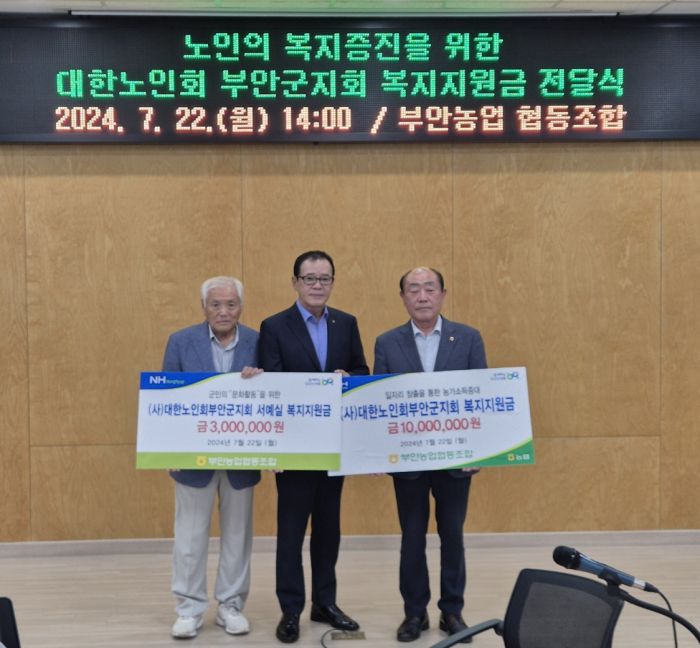 노인의 복지증진을 위한
대한노인회 부안군지회 복지지원금 전달식
2024. 7. 22.(월) 14:00 / 부안농업 협동조합
NH
군민의 "문화활동"을 위한
(사)대한노인회부안군지회 서예실 복지지원금
금3,000,000원
2024년 7월 22일 (월)
부안농업협동조합
일자리 창출을 통한 농가소득증대
(사)대한노인회부안군지회 복지지원금
금10,000,000원
2024년 7월 22일 (월)
부안농업협동조합
농협